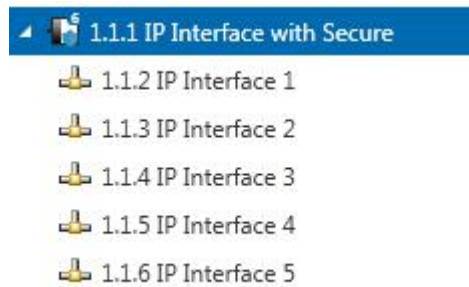 6
1.1.1 IP Interface with Secure
1.1.2 IP Interface 1
1.1.3 IP Interface 2
1.1.4 IP Interface 3
1.1.5 IP Interface 4
1.1.6 IP Interface 5